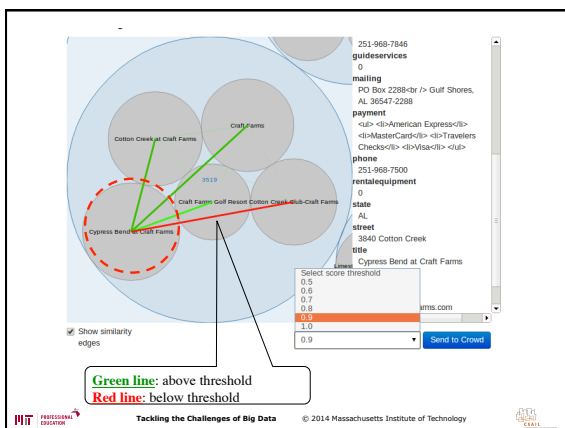 Craft Farms
Cotton Creek at Craft Farms
3519
Craft Farms Golf Resort
Cotton Creek Club-Craft Farms
Cypress Bend at Craft Farms
251-968-7846
guideservices
0
mailing
PO Box 2288<br /> Gulf Shores,
AL 36547-2288
payment
<ul> <li>American Express</li>
<li>MasterCard</li> <li>Travelers
Checks</li> <li>Visa</li> </ul>
phone
251-968-7500
rentalequipment
0
state
AL
street
3840 Cotton Creek
title
Cypress Bend at Craft Farms
arms.com
Select score threshold
0.5
0.6
0.7
0.8
0.9
1.0
0.9
Send to Crowd
Show similarity
edges
Green line: above threshold
Red line: below threshold
MIT PROFESSIONAL
EDUCATION
Tackling the Challenges of Big Data
© 2014 Massachusetts Institute of Technology
CSAIL